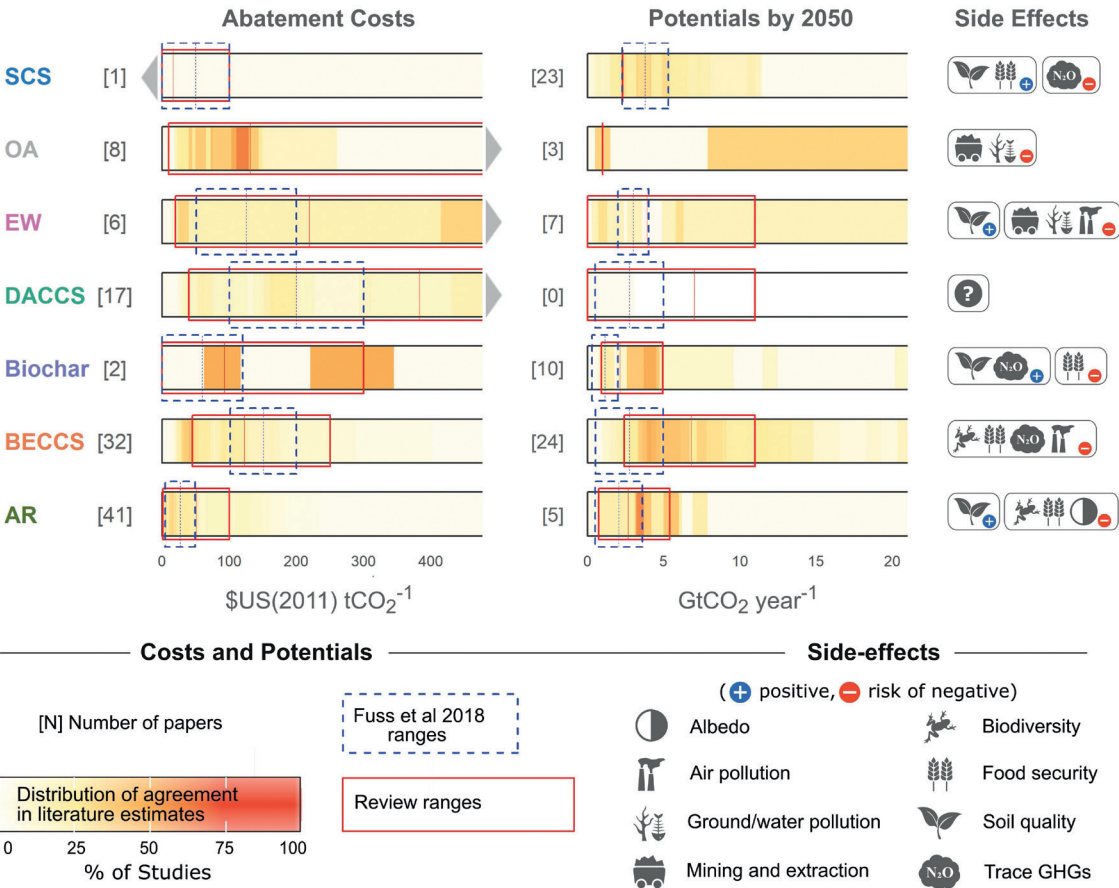 Abatement Costs Potentials by 2050 Side Effects
SCS [1] [23] N₂O
OA [8] [3]
EW [6] [7]
DACCS [17] [0] ?
Biochar [2] [10] N₂O
BECCS [32] [24] N₂O
AR [41] [5]
0 100 200 300 400 0 5 10 15 20
$US(2011) tCO₂⁻¹ GtCO₂ year⁻¹
Costs and Potentials Side-effects
(+ positive, − risk of negative)
[N] Number of papers
Fuss et al 2018
ranges
Distribution of agreement
in literature estimates
0 25 50 75 100
% of Studies
Review ranges
Albedo Biodiversity
Air pollution Food security
Ground/water pollution Soil quality
Mining and extraction N₂O Trace GHGs